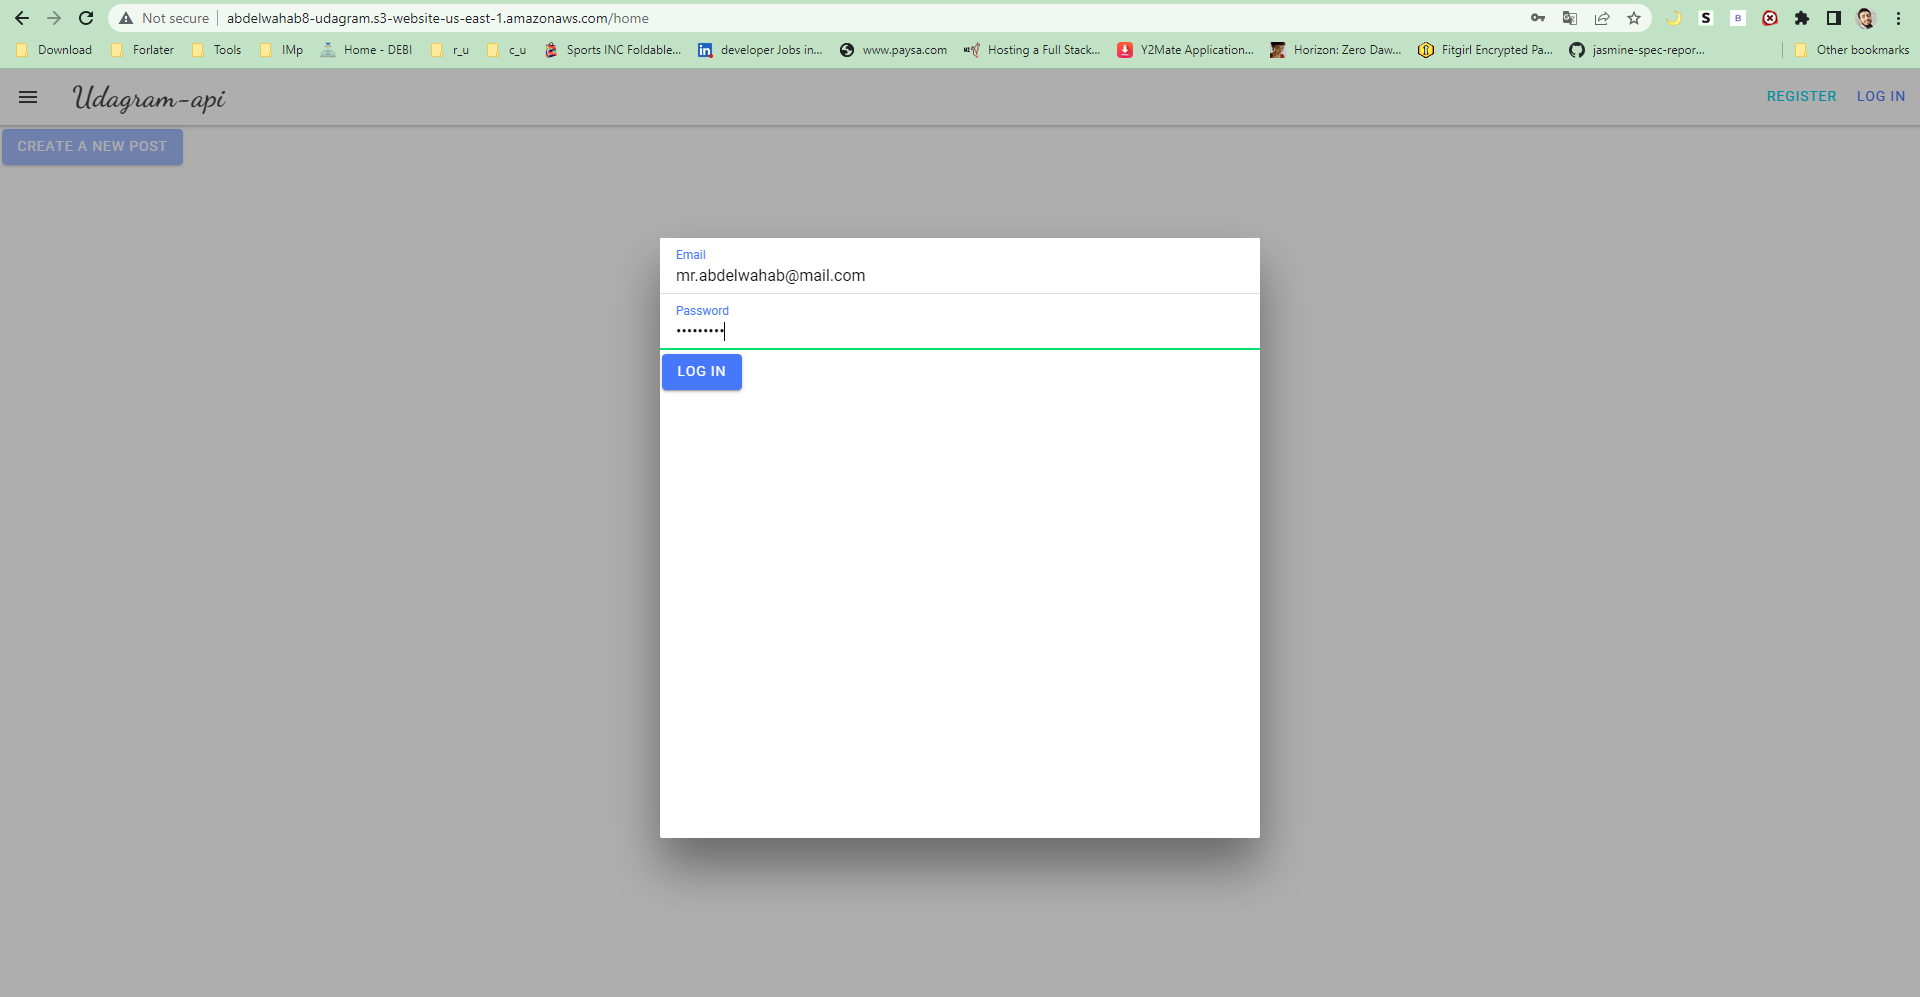 Not secure abdelwahab8-udagram.s3-website-us-east-1.amazonaws.com/home
S B
Download Forlater Tools IMp Home - DEBI r_u c_u Sports INC Foldable... developer Jobs in... www.paysa.com Hosting a Full Stack... Y2Mate Application... Horizon: Zero Daw... Fitgirl Encrypted Pa... jasmine-spec-repor... Other bookmarks
Udagram-api REGISTER LOG IN
CREATE A NEW POST
Email
mr.abdelwahab@mail.com
Password
•••••••••
LOG IN